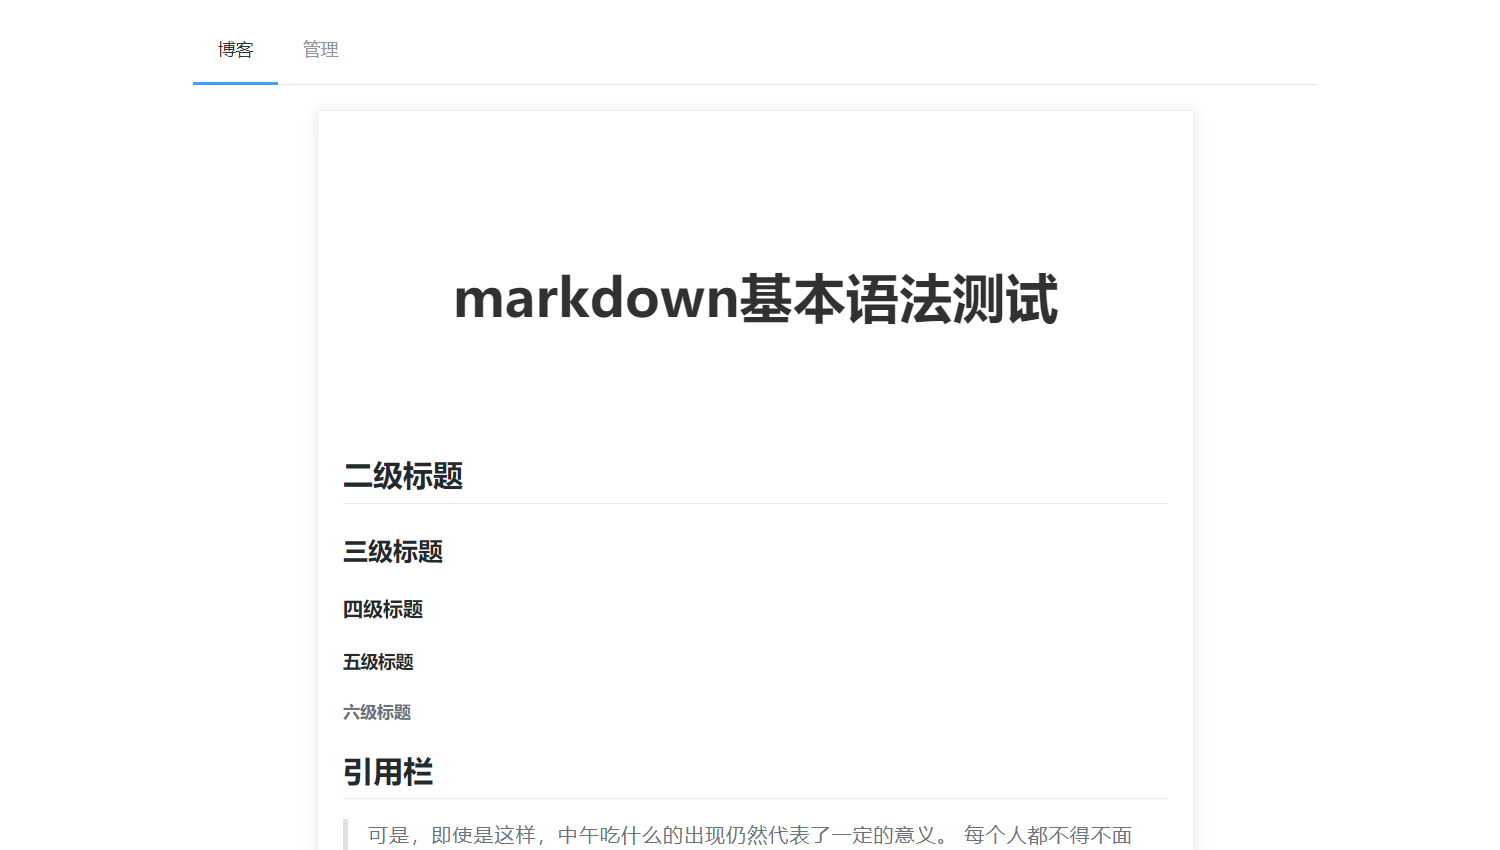 博客 管理
markdown基本语法测试
二级标题
三级标题
四级标题
五级标题
六级标题
引用栏
可是，即使是这样，中午吃什么的出现仍然代表了一定的意义。 每个人都不得不面